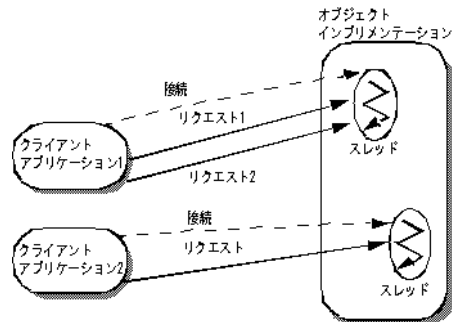 オブジェクト
インプリメンテーション
接続
リクエスト1
クライアント
アプリケーション1
スレッド
リクエスト2
接続
リクエスト
クライアント
アプリケーション2
スレッド